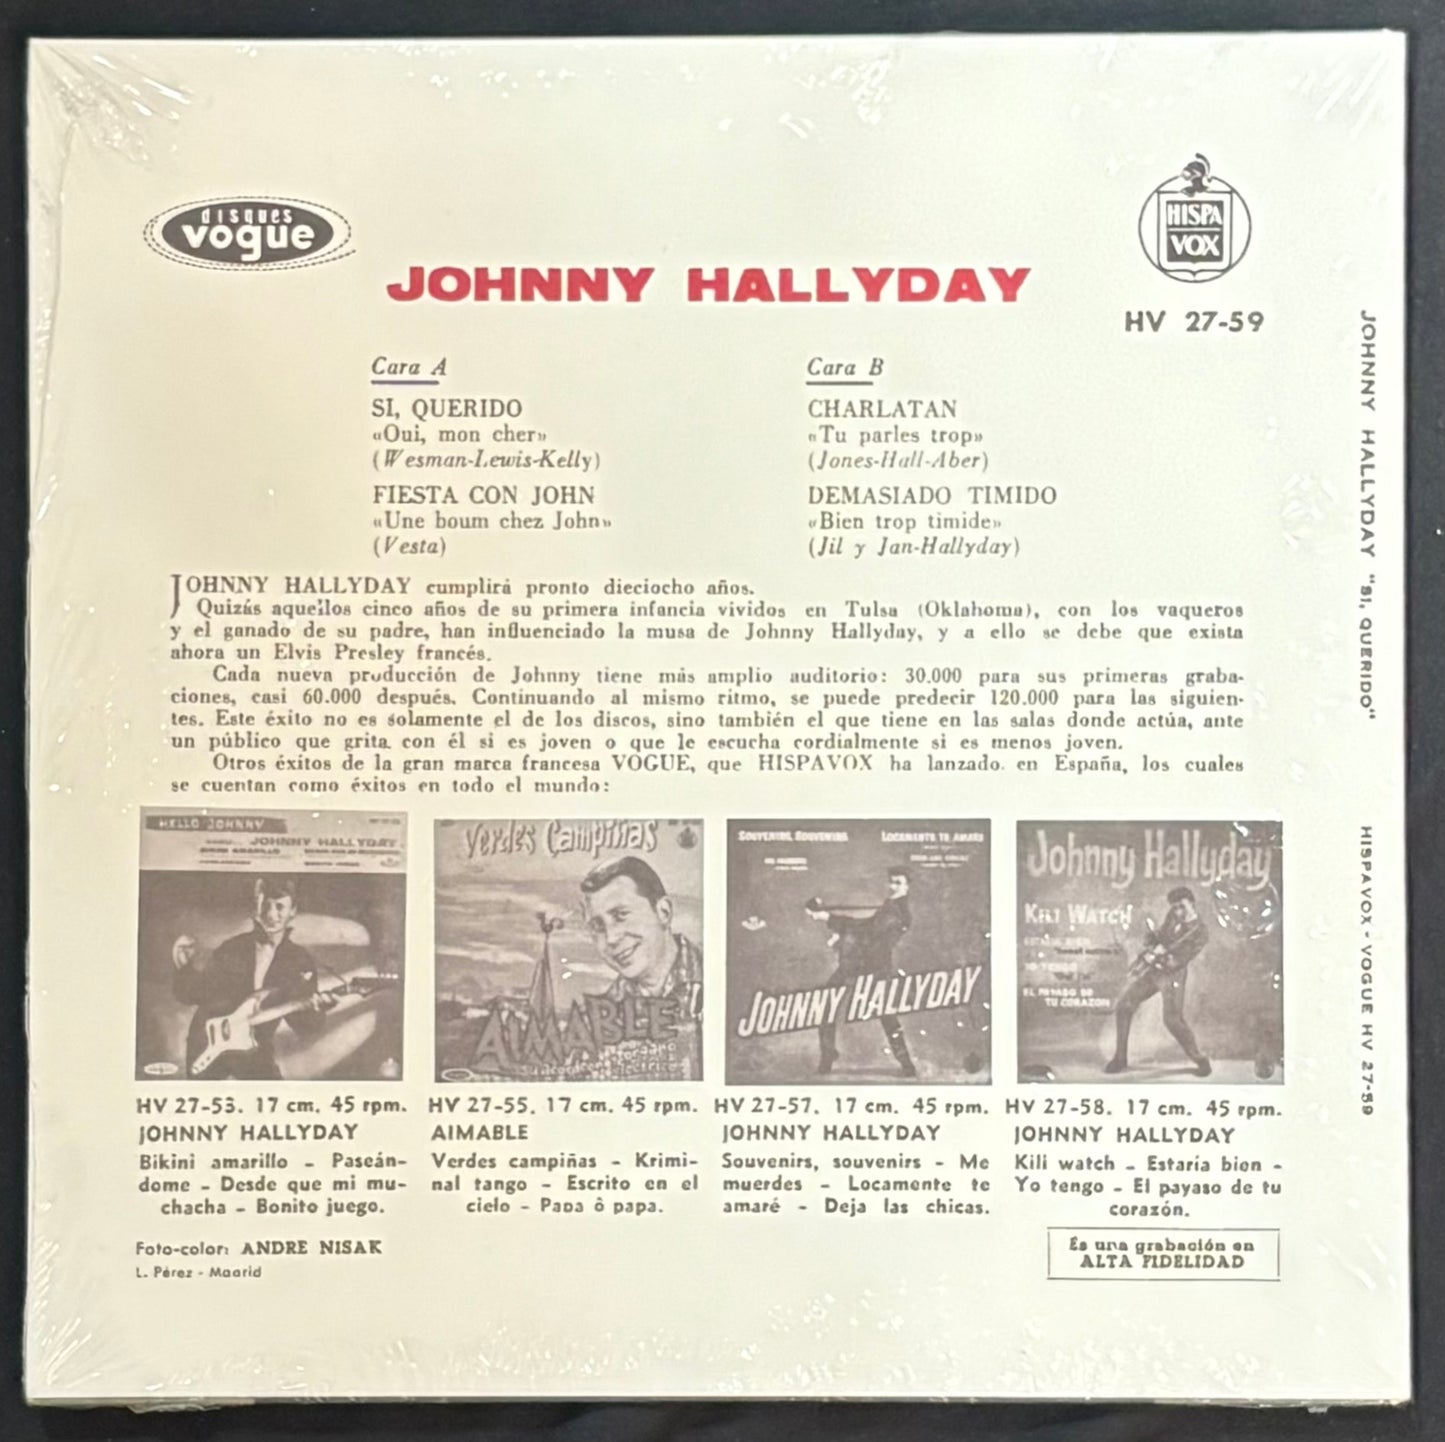 disques
vogue
HISPA
VOX
JOHNNY HALLYDAY
HV 27-59
Cara A
SI, QUERIDO
«Oui, mon cher»
(Wesman-Lewis-Kelly)
FIESTA CON JOHN
«Une boum chez John»
(Vesta)
Cara B
CHARLATAN
«Tu parles trop»
(Jones-Hall-Aber)
DEMASIADO TIMIDO
«Bien trop timide»
(Jil y Jan-Hallyday)
JOHNNY HALLYDAY cumplirá pronto dieciocho años.
Quizás aquellos cinco años de su primera infancia vividos en Tulsa (Oklahoma), con los vaqueros
y el ganado de su padre, han influenciado la musa de Johnny Hallyday, y a ello se debe que exista
ahora un Elvis Presley francés.
Cada nueva producción de Johnny tiene más amplio auditorio: 30.000 para sus primeras graba-
ciones, casi 60.000 después. Continuando al mismo ritmo, se puede predecir 120.000 para las siguien-
tes. Este éxito no es solamente el de los discos, sino también el que tiene en las salas donde actúa, ante
un público que grita con él si es joven o que le escucha cordialmente si es menos joven.
Otros éxitos de la gran marca francesa VOGUE, que HISPAVOX ha lanzado en España, los cuales
se cuentan como éxitos en todo el mundo:
HELLO JOHNNY
JOHNNY HALLYDAY
HV 27-53. 17 cm. 45 rpm.
JOHNNY HALLYDAY
Bikini amarillo - Paseán-
dome - Desde que mi mu-
chacha - Bonito juego.
Verdes Campiñas
AIMABLE
HV 27-55. 17 cm. 45 rpm.
AIMABLE
Verdes campiñas - Krimi-
nal tango - Escrito en el
cielo - Papa ô papa.
SOUVENIRS, SOUVENIRS
LOCAMENTE TE AMARÉ
JOHNNY HALLYDAY
HV 27-57. 17 cm. 45 rpm.
JOHNNY HALLYDAY
Souvenirs, souvenirs - Me
muerdes - Locamente te
amaré - Deja las chicas.
Johnny Hallyday
KILI WATCH
EL PAYASO DE
TU CORAZON
HV 27-58. 17 cm. 45 rpm.
JOHNNY HALLYDAY
Kili watch - Estaría bien -
Yo tengo - El payaso de tu
corazón.
Foto-color: ANDRE NISAK
L. Pérez - Madrid
Es una grabación en
ALTA FIDELIDAD
JOHNNY HALLYDAY "SI, QUERIDO"
HISPAVOX - VOGUE HV 27-59